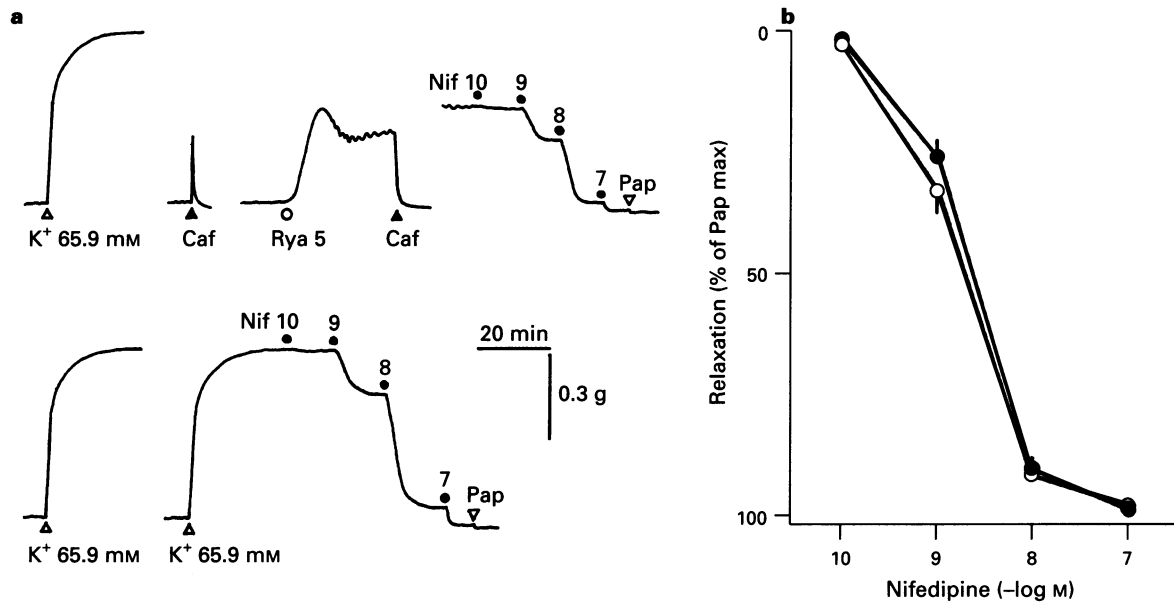 a
Nif 10 9 8 7 Pap
K⁺ 65.9 mM Caf Rya 5 Caf
Nif 10 9 8 7 Pap
20 min
0.3 g
K⁺ 65.9 mM K⁺ 65.9 mM
b
0
50
100
Relaxation (% of Pap max)
10 9 8 7
Nifedipine (–log M)